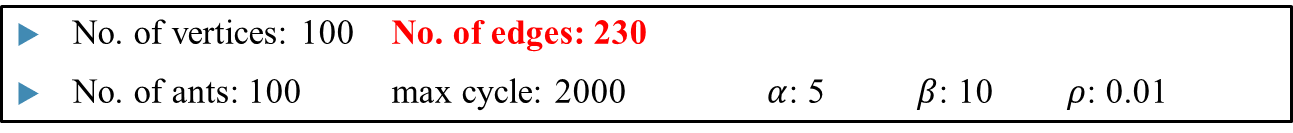 No. of vertices: 100 No. of edges: 230
No. of ants: 100 max cycle: 2000 𝛼: 5 𝛽: 10 𝜌: 0.01